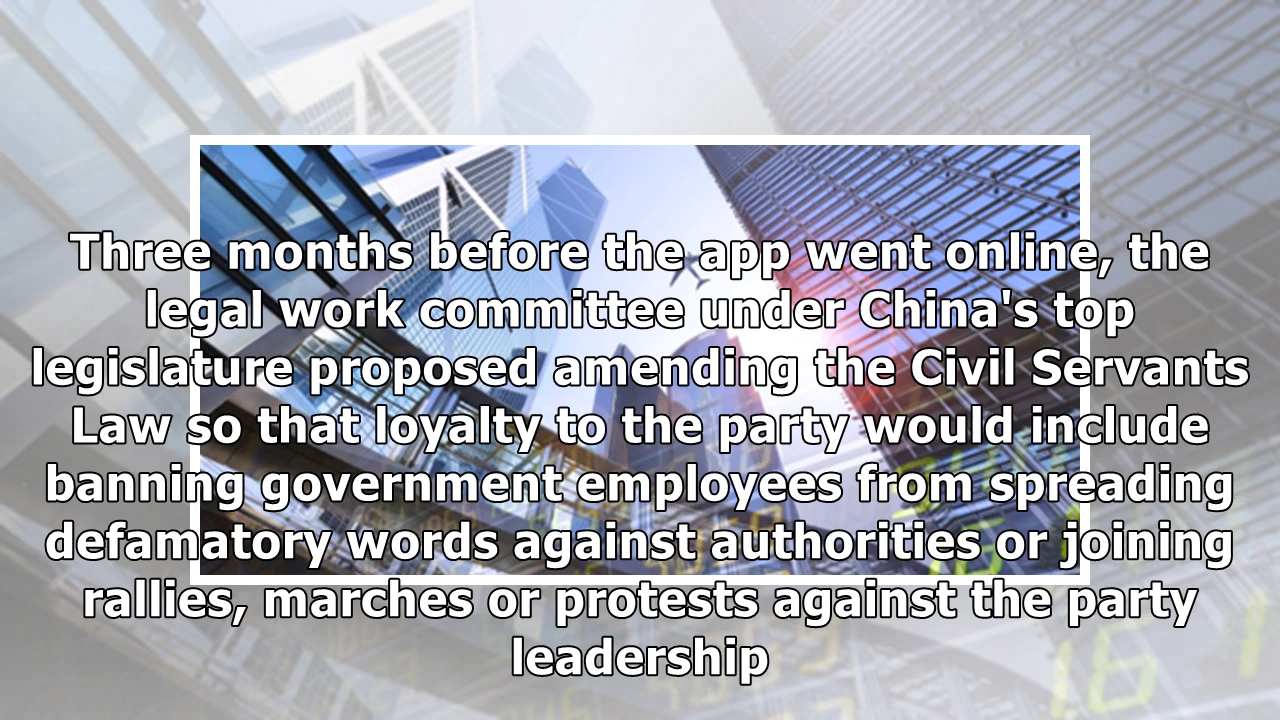 Three months before the app went online, the
legal work committee under China's top
legislature proposed amending the Civil Servants
Law so that loyalty to the party would include
banning government employees from spreading
defamatory words against authorities or joining
rallies, marches or protests against the party
leadership